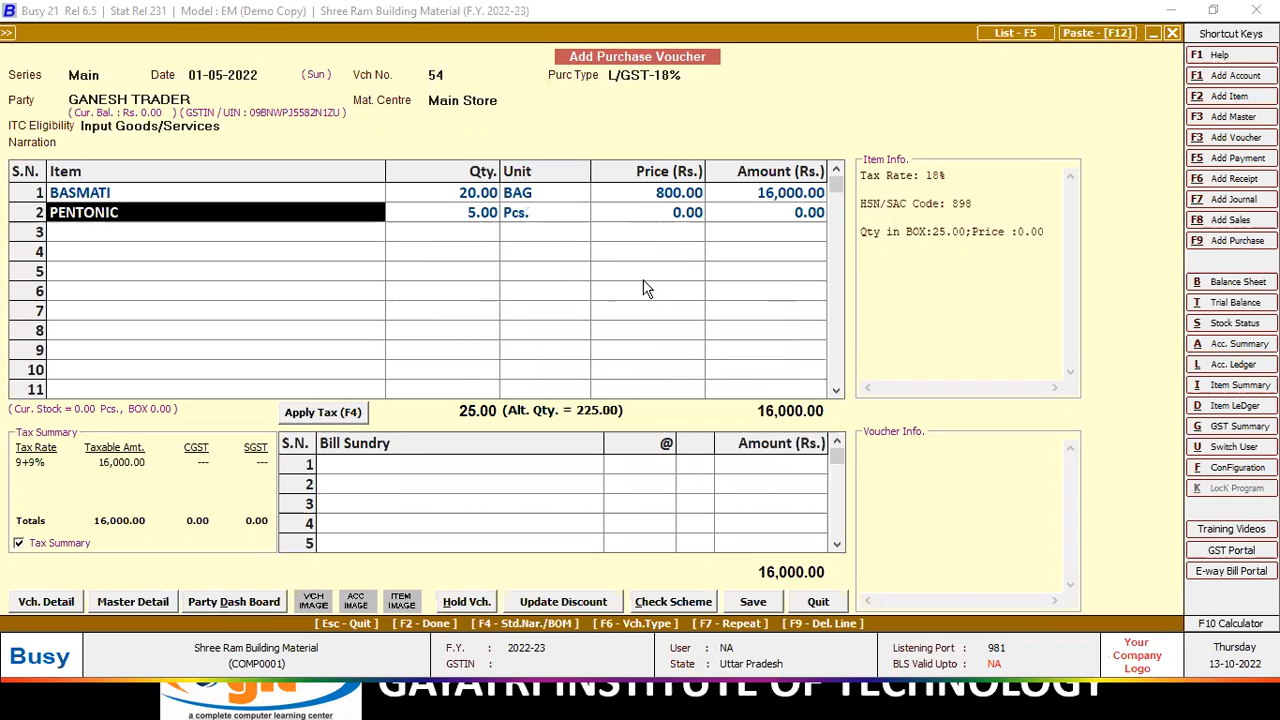 Busy 21 Rel 6.5 | Stat Rel 231 | Model : EM (Demo Copy) | Shree Ram Building Material (F.Y. 2022-23)
>> List - F5 Paste - [F12] Shortcut Keys
Add Purchase Voucher
Series Main Date 01-05-2022 (Sun) Vch No. 54 Purc Type L/GST-18%
Party GANESH TRADER Mat. Centre Main Store
(Cur. Bal. : Rs. 0.00 ) (GSTIN / UIN : 09BNWPJ5582N1ZU )
ITC Eligibility Input Goods/Services
Narration
S.N. Item Qty. Unit Price (Rs.) Amount (Rs.)
1 BASMATI 20.00 BAG 800.00 16,000.00
2 PENTONIC 5.00 Pcs. 0.00 0.00
3
4
5
6
7
8
9
10
11
Item Info.
Tax Rate: 18%
HSN/SAC Code: 898
Qty in BOX:25.00;Price :0.00
( Cur. Stock = 0.00 Pcs., BOX 0.00 ) Apply Tax (F4) 25.00 (Alt. Qty. = 225.00) 16,000.00
Tax Summary
Tax Rate Taxable Amt. CGST SGST
9+9% 16,000.00 --- ---
Totals 16,000.00 0.00 0.00
Tax Summary
S.N. Bill Sundry @ Amount (Rs.)
1
2
3
4
5
Voucher Info.
16,000.00
Vch. Detail Master Detail Party Dash Board VCH IMAGE ACC IMAGE ITEM IMAGE Hold Vch. Update Discount Check Scheme Save Quit
[ Esc - Quit ] [ F2 - Done ] [ F4 - Std.Nar./BOM ] [ F6 - Vch.Type ] [ F7 - Repeat ] [ F9 - Del. Line ]
F1 Help
F1 Add Account
F2 Add Item
F3 Add Master
F3 Add Voucher
F5 Add Payment
F6 Add Receipt
F7 Add Journal
F8 Add Sales
F9 Add Purchase
B Balance Sheet
T Trial Balance
S Stock Status
A Acc. Summary
L Acc. Ledger
I Item Summary
D Item LeDger
G GST Summary
U Switch User
F Configuration
K LocK Program
Training Videos
GST Portal
E-way Bill Portal
F10 Calculator
Busy
Shree Ram Building Material
(COMP0001)
F.Y. : 2022-23
GSTIN :
User : NA
State : Uttar Pradesh
Listening Port : 981
BLS Valid Upto : NA
Your
Company
Logo
Thursday
13-10-2022
GAYATRI INSTITUTE OF TECHNOLOGY
a complete computer learning center